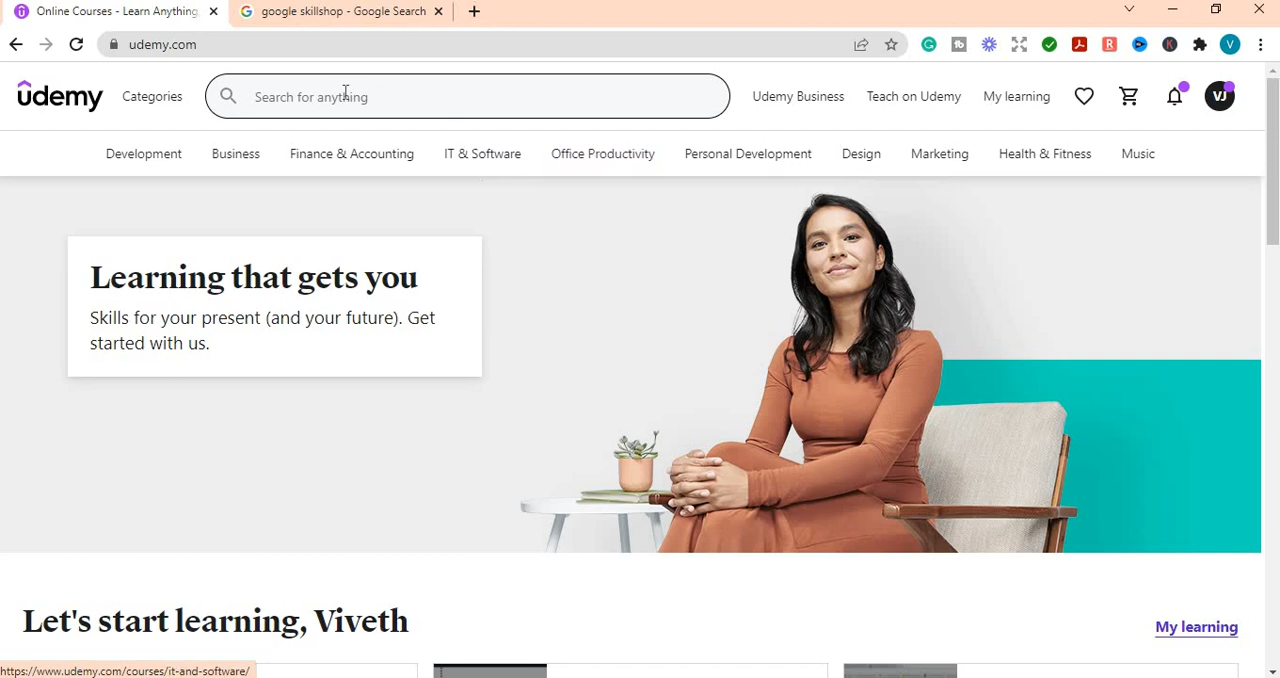 Online Courses - Learn Anything,
google skillshop - Google Search
udemy.com
udemy
Categories
Search for anything
Udemy Business
Teach on Udemy
My learning
VJ
Development
Business
Finance & Accounting
IT & Software
Office Productivity
Personal Development
Design
Marketing
Health & Fitness
Music
Learning that gets you
Skills for your present (and your future). Get
started with us.
Let's start learning, Viveth
My learning
https://www.udemy.com/courses/it-and-software/